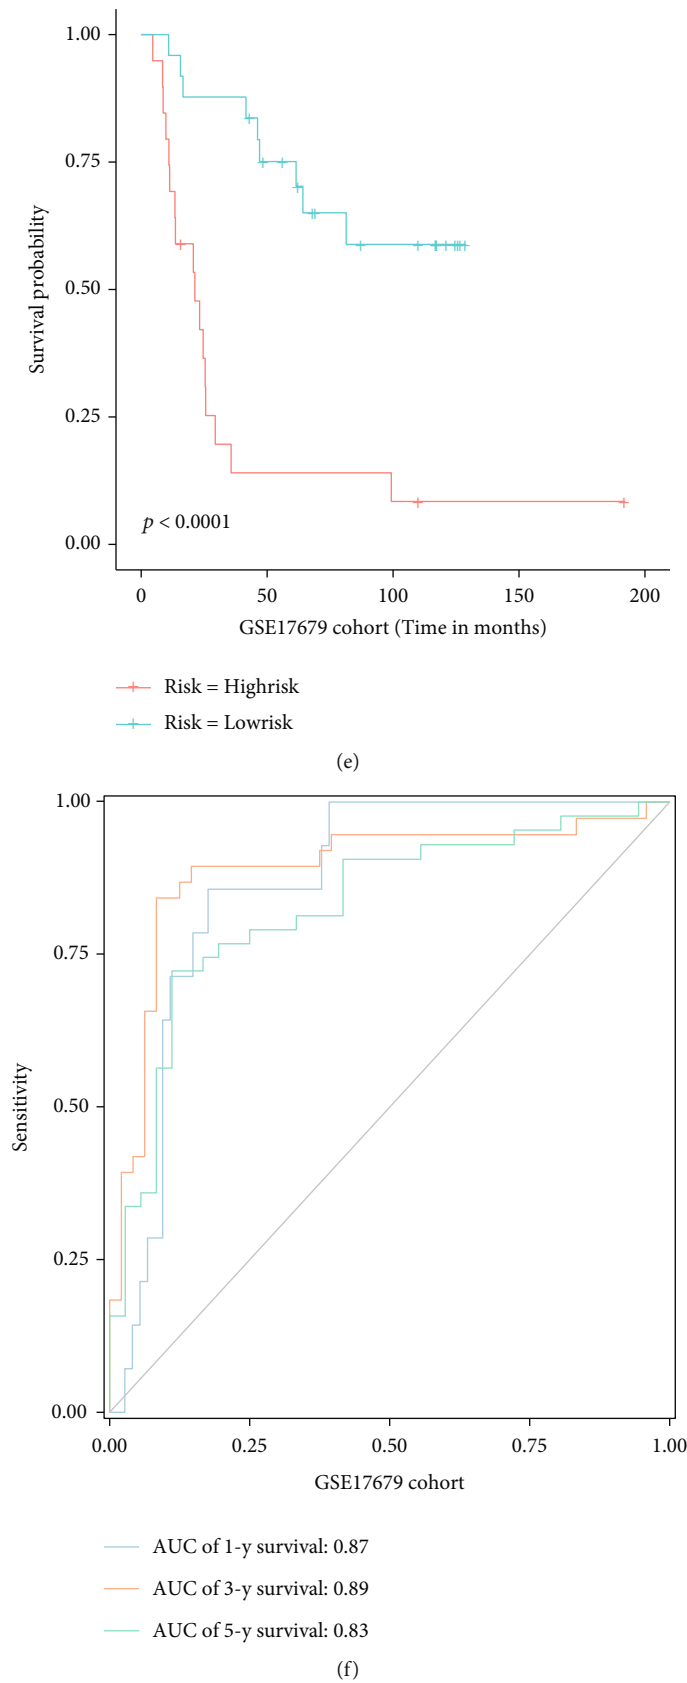 1.00
0.75
0.50
0.25
0.00
Survival probability
p < 0.0001
0 50 100 150 200
GSE17679 cohort (Time in months)
Risk = Highrisk
Risk = Lowrisk
(e)
1.00
0.75
0.50
0.25
0.00
Sensitivity
0.00 0.25 0.50 0.75 1.00
GSE17679 cohort
AUC of 1-y survival: 0.87
AUC of 3-y survival: 0.89
AUC of 5-y survival: 0.83
(f)